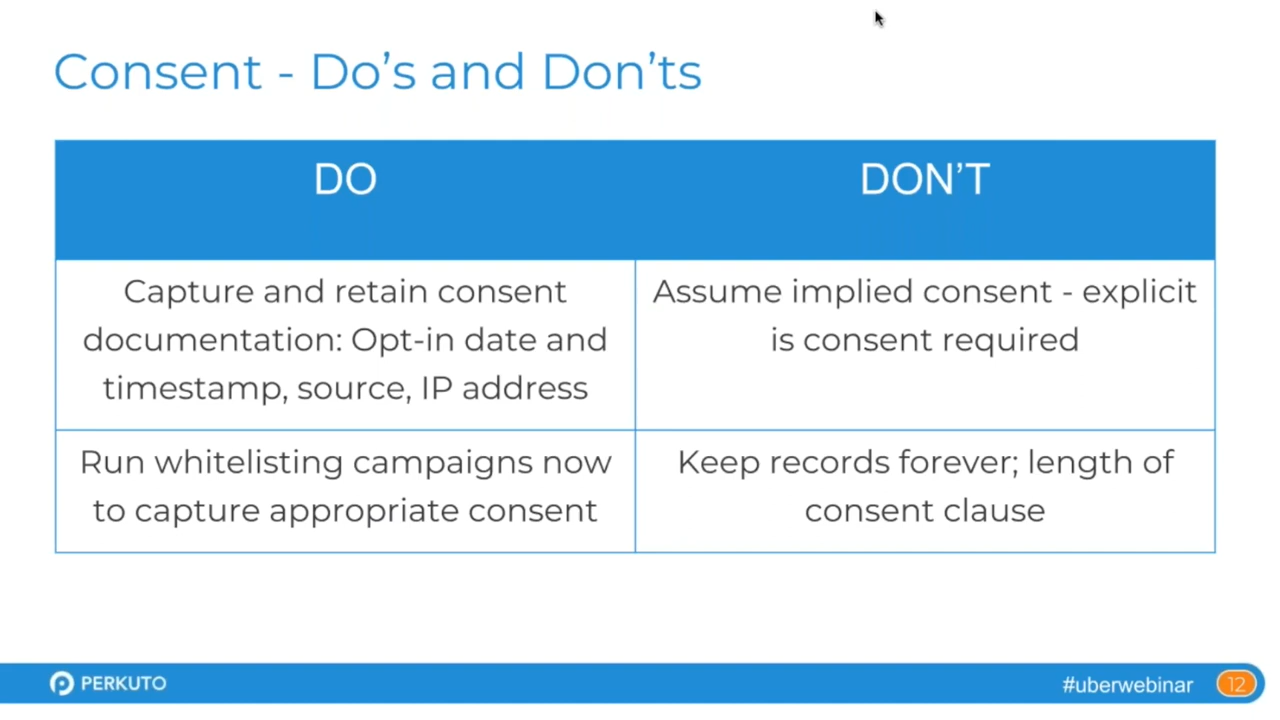 Consent - Do's and Don'ts
DO
DON'T
Capture and retain consent
documentation: Opt-in date and
timestamp, source, IP address
Assume implied consent - explicit
is consent required
Run whitelisting campaigns now
to capture appropriate consent
Keep records forever; length of
consent clause
PERKUTO
#uberwebinar
12